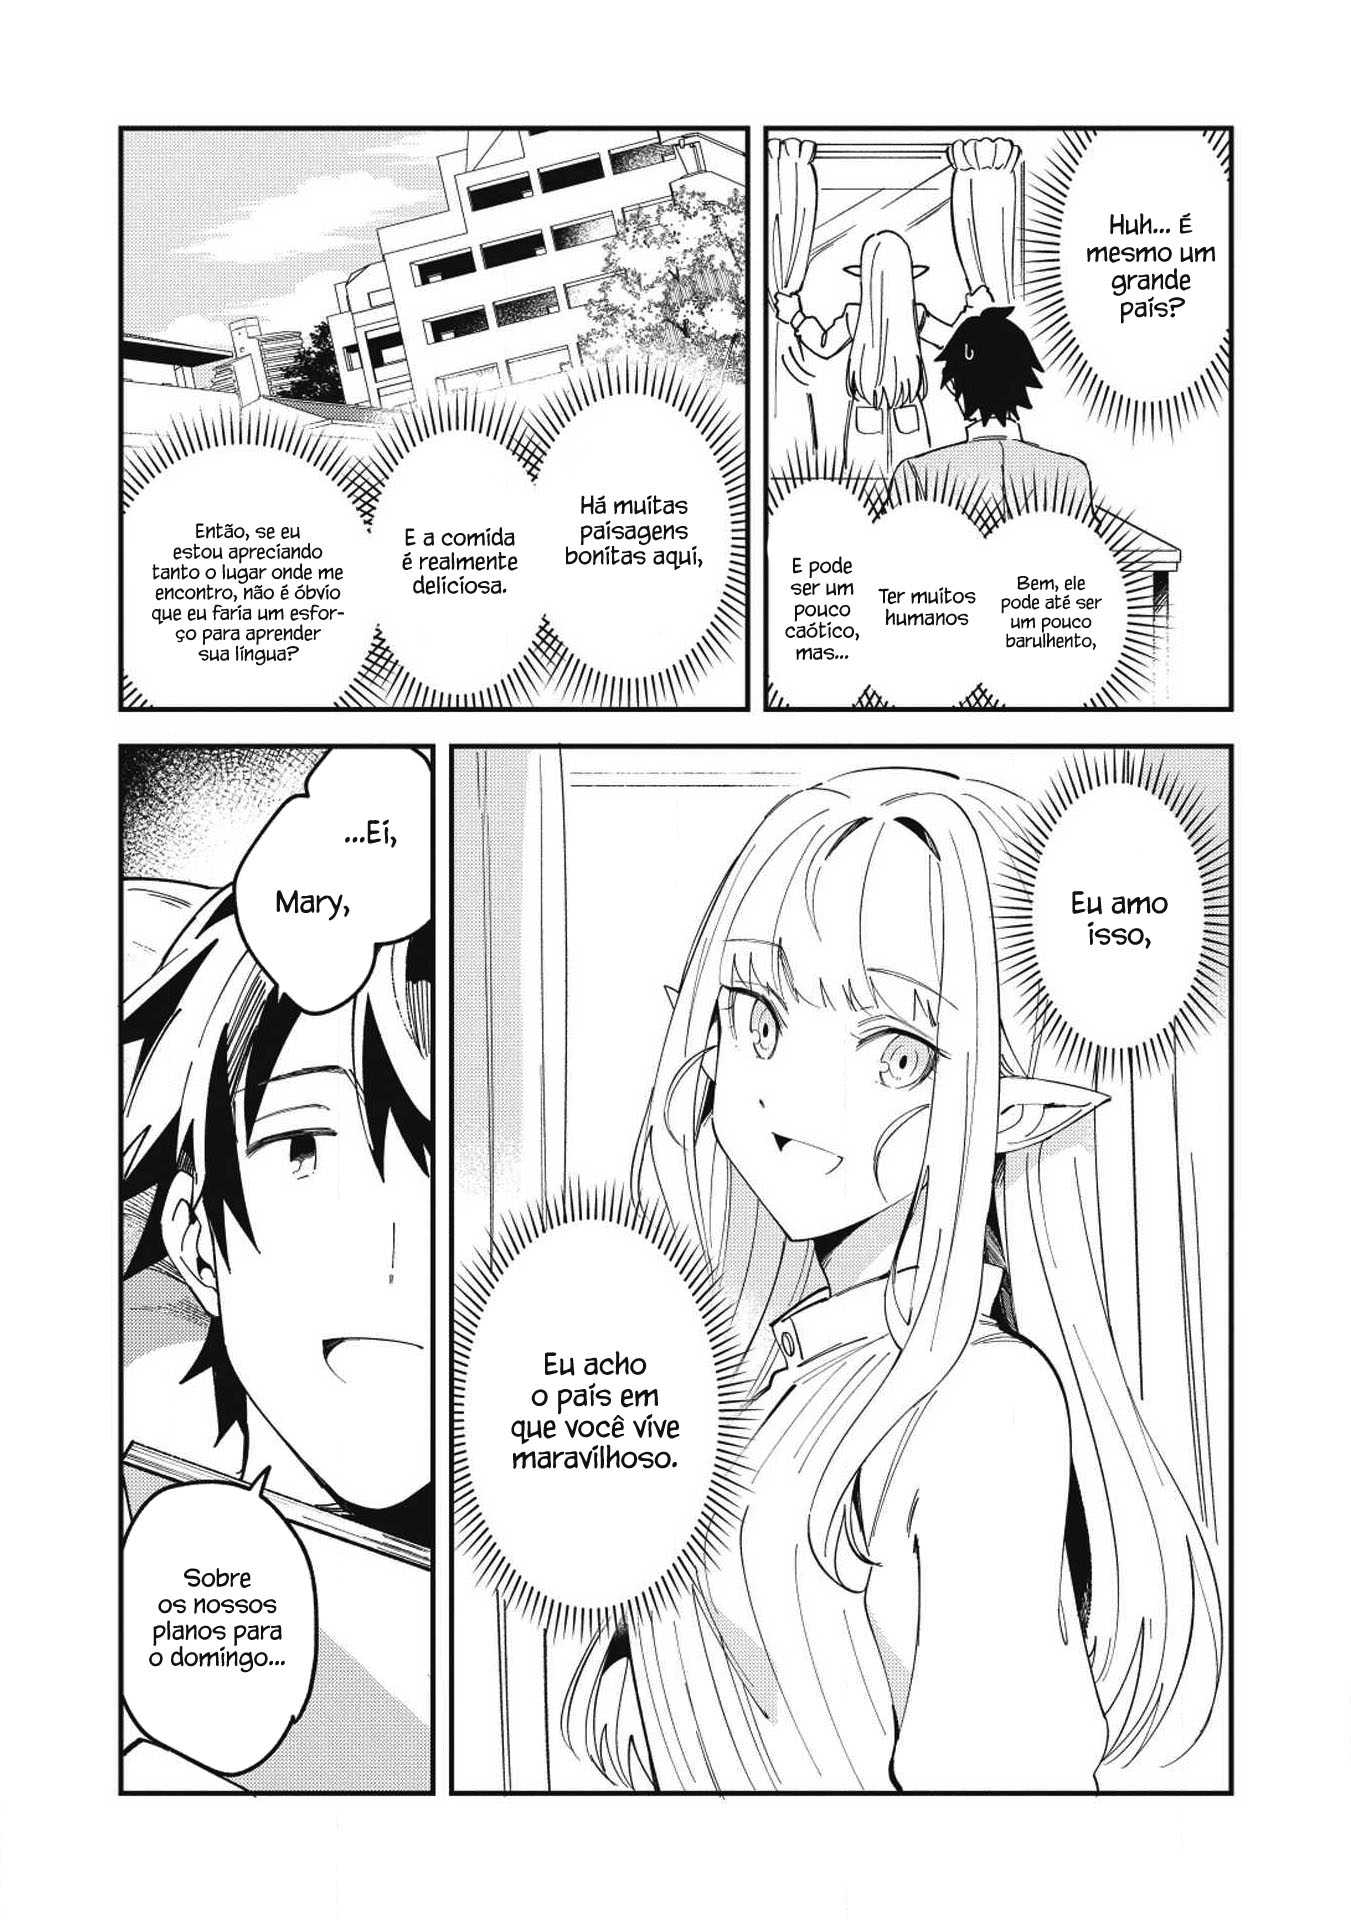 Huh... É
mesmo um
grande
país?
Bem, ele
pode até ser
um pouco
barulhento,
Ter muitos
humanos
E pode
ser um
pouco
caótico,
mas...
Há muitas
paisagens
bonitas aqui,
E a comida
é realmente
deliciosa.
Então, se eu
estou apreciando
tanto o lugar onde me
encontro, não é óbvio
que eu faria um esfor-
ço para aprender
sua língua?
Eu amo
isso,
Eu acho
o país em
que você vive
maravilhoso.
...Ei,
Mary,
Sobre
os nossos
planos para
o domingo...